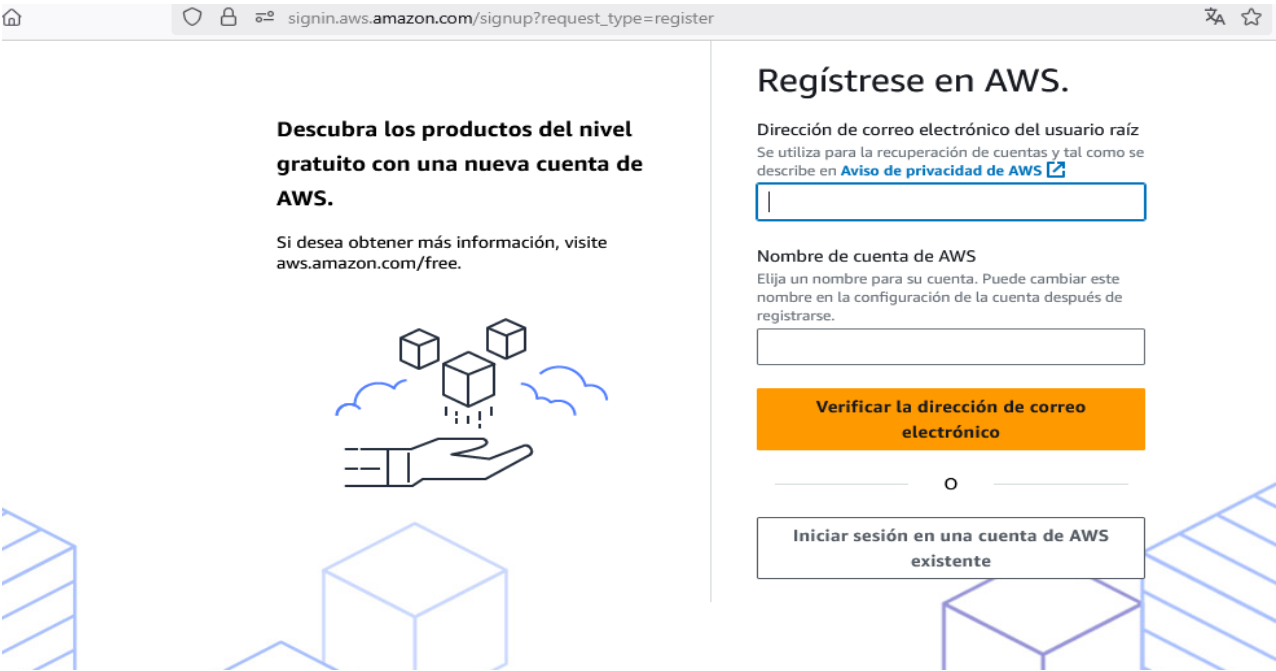 signin.aws.amazon.com/signup?request_type=register
Descubra los productos del nivel
gratuito con una nueva cuenta de
AWS.
Si desea obtener más información, visite
aws.amazon.com/free.
Regístrese en AWS.
Dirección de correo electrónico del usuario raíz
Se utiliza para la recuperación de cuentas y tal como se
describe en Aviso de privacidad de AWS
Nombre de cuenta de AWS
Elija un nombre para su cuenta. Puede cambiar este
nombre en la configuración de la cuenta después de
registrarse.
Verificar la dirección de correo
electrónico
O
Iniciar sesión en una cuenta de AWS
existente